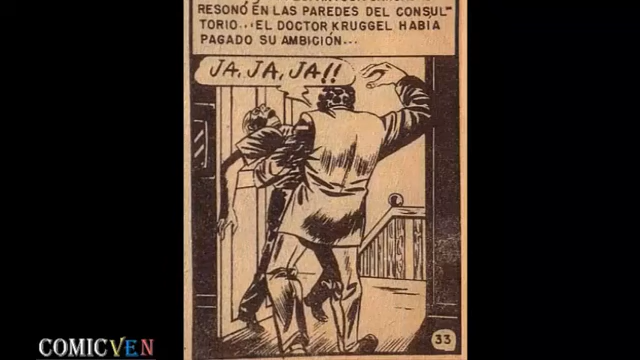 RESONÓ EN LAS PAREDES DEL CONSUL-
TORIO... EL DOCTOR KRUGGEL HABÍA
PAGADO SU AMBICIÓN...
JA, JA, JA!!
33
COMICVEN